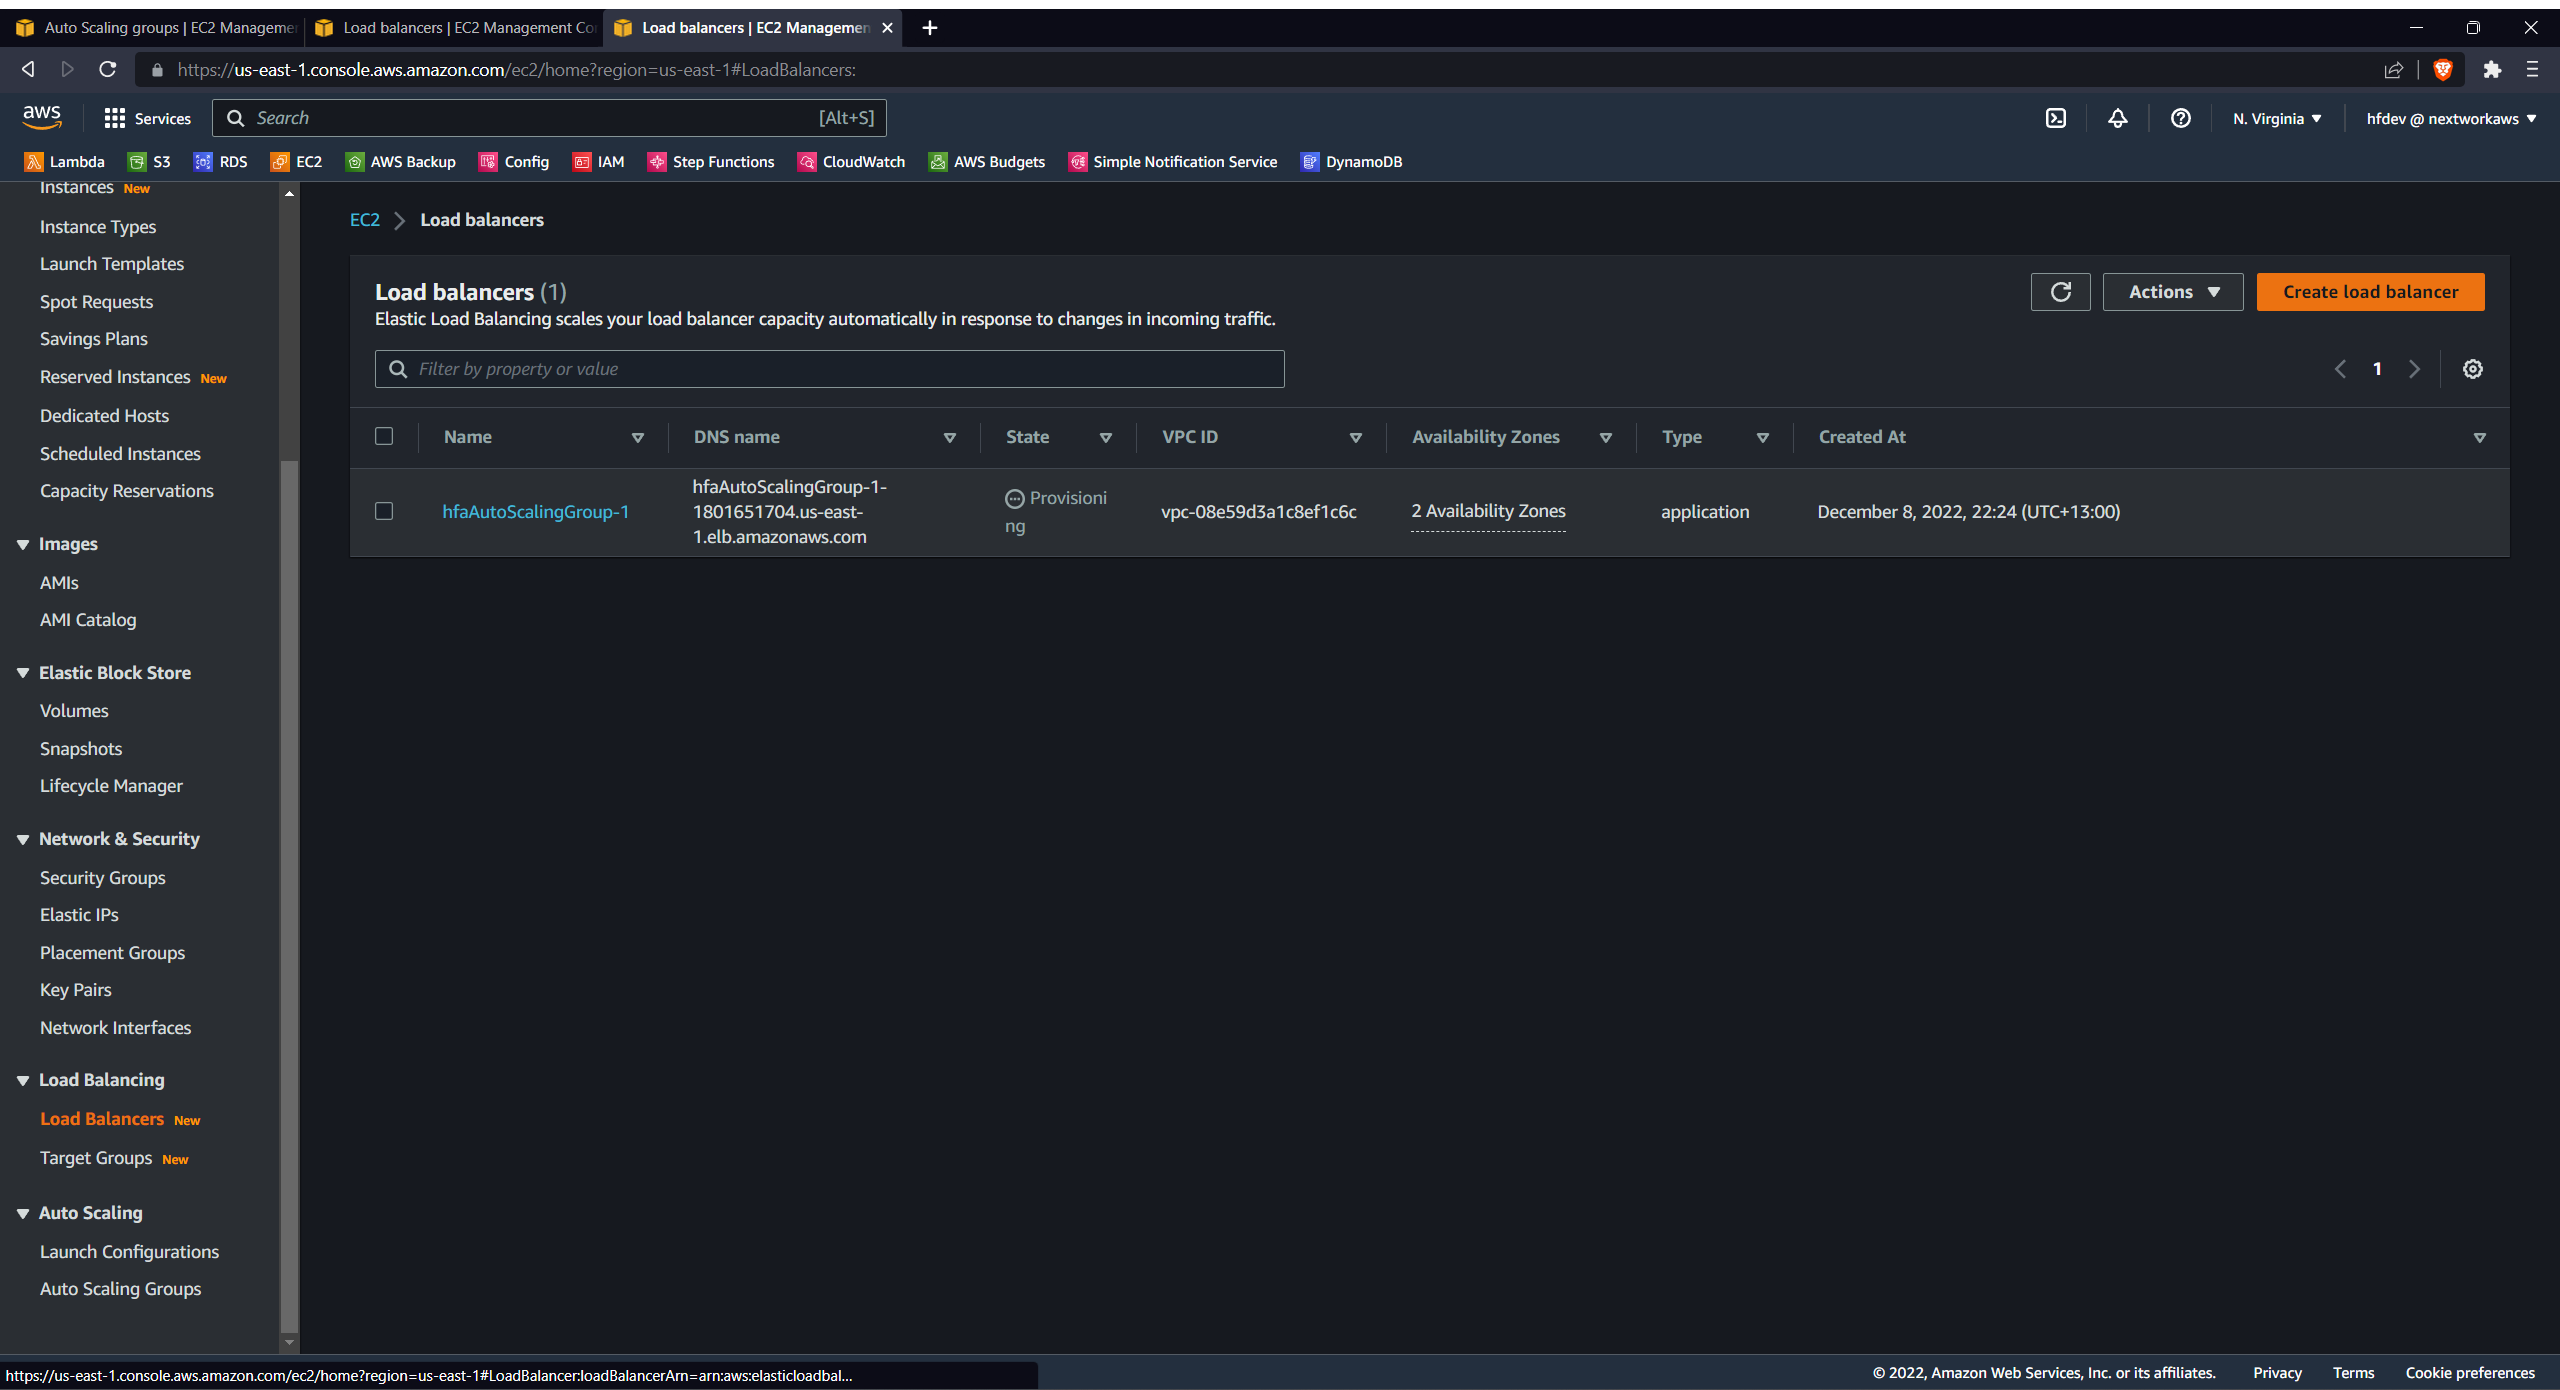 Auto Scaling groups | EC2 Managemen
Load balancers | EC2 Management Co
Load balancers | EC2 Managemen
https://us-east-1.console.aws.amazon.com/ec2/home?region=us-east-1#LoadBalancers:
aws
Services
Search
[Alt+S]
N. Virginia
hfdev @ nextworkaws
Lambda
S3
RDS
EC2
AWS Backup
Config
IAM
Step Functions
CloudWatch
AWS Budgets
Simple Notification Service
DynamoDB
Instances New
Instance Types
Launch Templates
Spot Requests
Savings Plans
Reserved Instances New
Dedicated Hosts
Scheduled Instances
Capacity Reservations
Images
AMIs
AMI Catalog
Elastic Block Store
Volumes
Snapshots
Lifecycle Manager
Network & Security
Security Groups
Elastic IPs
Placement Groups
Key Pairs
Network Interfaces
Load Balancing
Load Balancers New
Target Groups New
Auto Scaling
Launch Configurations
Auto Scaling Groups
EC2
Load balancers
Load balancers (1)
Elastic Load Balancing scales your load balancer capacity automatically in response to changes in incoming traffic.
Actions
Create load balancer
Filter by property or value
1
Name
DNS name
State
VPC ID
Availability Zones
Type
Created At
hfaAutoScalingGroup-1
hfaAutoScalingGroup-1-
1801651704.us-east-
1.elb.amazonaws.com
Provisioni
ng
vpc-08e59d3a1c8ef1c6c
2 Availability Zones
application
December 8, 2022, 22:24 (UTC+13:00)
https://us-east-1.console.aws.amazon.com/ec2/home?region=us-east-1#LoadBalancer:loadBalancerArn=arn:aws:elasticloadbal...
© 2022, Amazon Web Services, Inc. or its affiliates.
Privacy
Terms
Cookie preferences